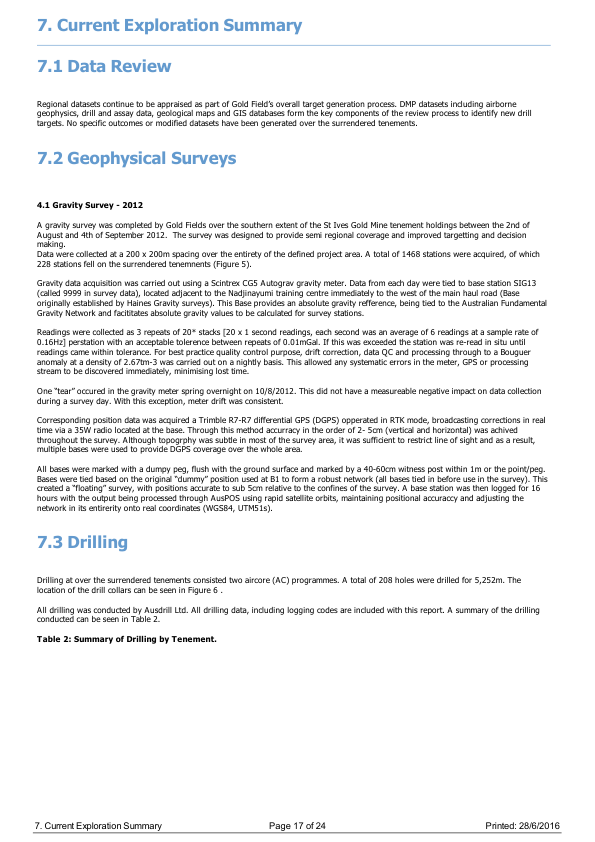 7. Current Exploration Summary
7.1 Data Review
Regional datasets continue to be appraised as part of Gold Field's overall target generation process. DMP datasets including airborne
geophysics, drill and assay data, geological maps and GIS databases form the key components of the review process to identify new drill
targets. No specific outcomes or modified datasets have been generated over the surrendered tenements.
7.2 Geophysical Surveys
4.1 Gravity Survey - 2012
A gravity survey was completed by Gold Fields over the southern extent of the St Ives Gold Mine tenement holdings between the 2nd of
August and 4th of September 2012.  The survey was designed to provide semi regional coverage and improved targetting and decision
making.
Data were collected at a 200 x 200m spacing over the entirety of the defined project area. A total of 1468 stations were acquired, of which
228 stations fell on the surrendered tenemnents (Figure 5).
Gravity data acquisition was carried out using a Scintrex CG5 Autograv gravity meter. Data from each day were tied to base station SIG13
(called 9999 in survey data), located adjacent to the Nadjinayumi training centre immediately to the west of the main haul road (Base
originally established by Haines Gravity surveys). This Base provides an absolute gravity refference, being tied to the Australian Fundamental
Gravity Network and facititates absolute gravity values to be calculated for survey stations.
Readings were collected as 3 repeats of 20* stacks [20 x 1 second readings, each second was an average of 6 readings at a sample rate of
0.16Hz] perstation with an acceptable tolerance between repeats of 0.01mGal. If this was exceeded the station was re-read in situ until
readings came within tolerance. For best practice quality control purpose, drift correction, data QC and processing through to a Bouguer
anomaly at a density of 2.67tm-3 was carried out on a nightly basis. This allowed any systematic errors in the meter, GPS or processing
stream to be discovered immediately, minimising lost time.
One "tear" occured in the gravity meter spring overnight on 10/8/2012. This did not have a measureable negative impact on data collection
during a survey day. With this exception, meter drift was consistent.
Corresponding position data was acquired a Trimble R7-R7 differential GPS (DGPS) opperated in RTK mode, broadcasting corrections in real
time via a 35W radio located at the base. Through this method accurracy in the order of 2- 5cm (vertical and horizontal) was achived
throughout the survey. Although topogrphy was subtle in most of the survey area, it was sufficient to restrict line of sight and as a result,
multiple bases were used to provide DGPS coverage over the whole area.
All bases were marked with a dumpy peg, flush with the ground surface and marked by a 40-60cm witness post within 1m or the point/peg.
Bases were tied based on the original "dummy" position used at B1 to form a robust network (all bases tied in before use in the survey). This
created a "floating" survey, with positions accurate to sub 5cm relative to the confines of the survey. A base station was then logged for 16
hours with the output being processed through AusPOS using rapid satellite orbits, maintaining positional accuraccy and adjusting the
network in its entirerity onto real coordinates (WGS84, UTM51s).
7.3 Drilling
Drilling at over the surrendered tenements consisted two aircore (AC) programmes. A total of 208 holes were drilled for 5,252m. The
location of the drill collars can be seen in Figure 6 .
All drilling was conducted by Ausdrill Ltd. All drilling data, including logging codes are included with this report. A summary of the drilling
conducted can be seen in Table 2.
Table 2: Summary of Drilling by Tenement.
7. Current Exploration Summary Page 17 of 24 Printed: 28/6/2016